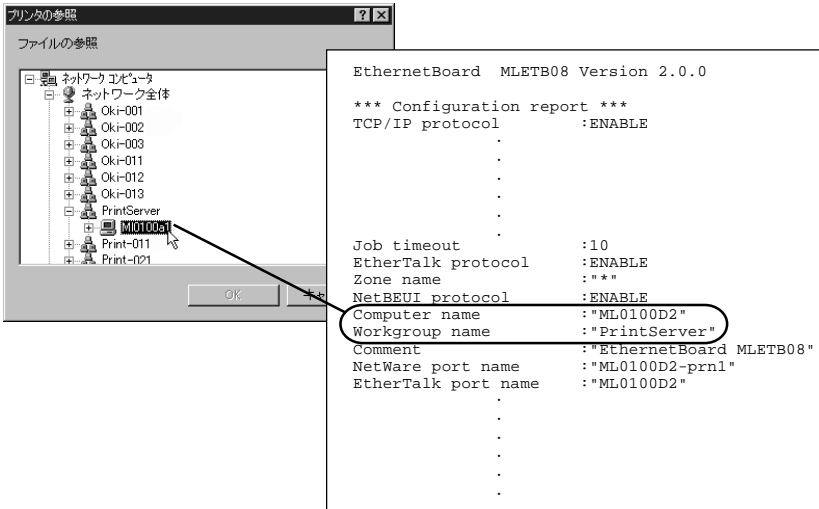 プリンタの参照
ファイルの参照
ネットワーク コンピュータ
ネットワーク全体
Oki-001
Oki-002
Oki-003
Oki-011
Oki-012
Oki-013
PrintServer
Ml0100a1
Print-011
Print-021
OK
キャ
EthernetBoard MLETB08 Version 2.0.0
*** Configuration report ***
TCP/IP protocol :ENABLE
.
.
.
.
.
.
Job timeout :10
EtherTalk protocol :ENABLE
Zone name :"*"
NetBEUI protocol :ENABLE
Computer name :"ML0100D2"
Workgroup name :"PrintServer"
Comment :"EthernetBoard MLETB08"
NetWare port name :"ML0100D2-prn1"
EtherTalk port name :"ML0100D2"
.
.
.
.
.
.